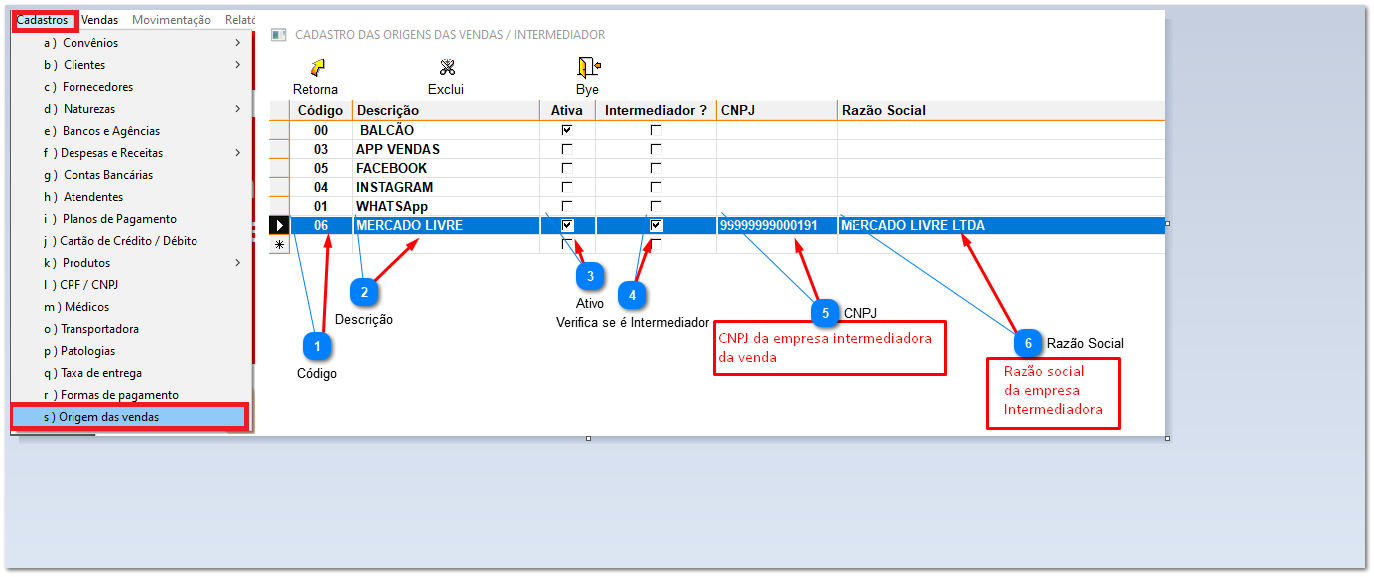 Cadastros Vendas Movimentação Relató
a ) Convênios
b ) Clientes
c ) Fornecedores
d ) Naturezas
e ) Bancos e Agências
f ) Despesas e Receitas
g ) Contas Bancárias
h ) Atendentes
i ) Planos de Pagamento
j ) Cartão de Crédito / Débito
k ) Produtos
l ) CPF / CNPJ
m ) Médicos
o ) Transportadora
p ) Patologias
q ) Taxa de entrega
r ) Formas de pagamento
s ) Origem das vendas
CADASTRO DAS ORIGENS DAS VENDAS / INTERMEDIADOR
Retorna Exclui Bye
Código Descrição Ativa Intermediador ? CNPJ Razão Social
00 BALCÃO
03 APP VENDAS
05 FACEBOOK
04 INSTAGRAM
01 WHATSApp
06 MERCADO LIVRE 99999999000191 MERCADO LIVRE LTDA
1
Código
2
Descrição
3
Ativo
4
Verifica se é Intermediador
5 CNPJ
CNPJ da empresa intermediadora
da venda
6 Razão Social
Razão social
da empresa
Intermediadora